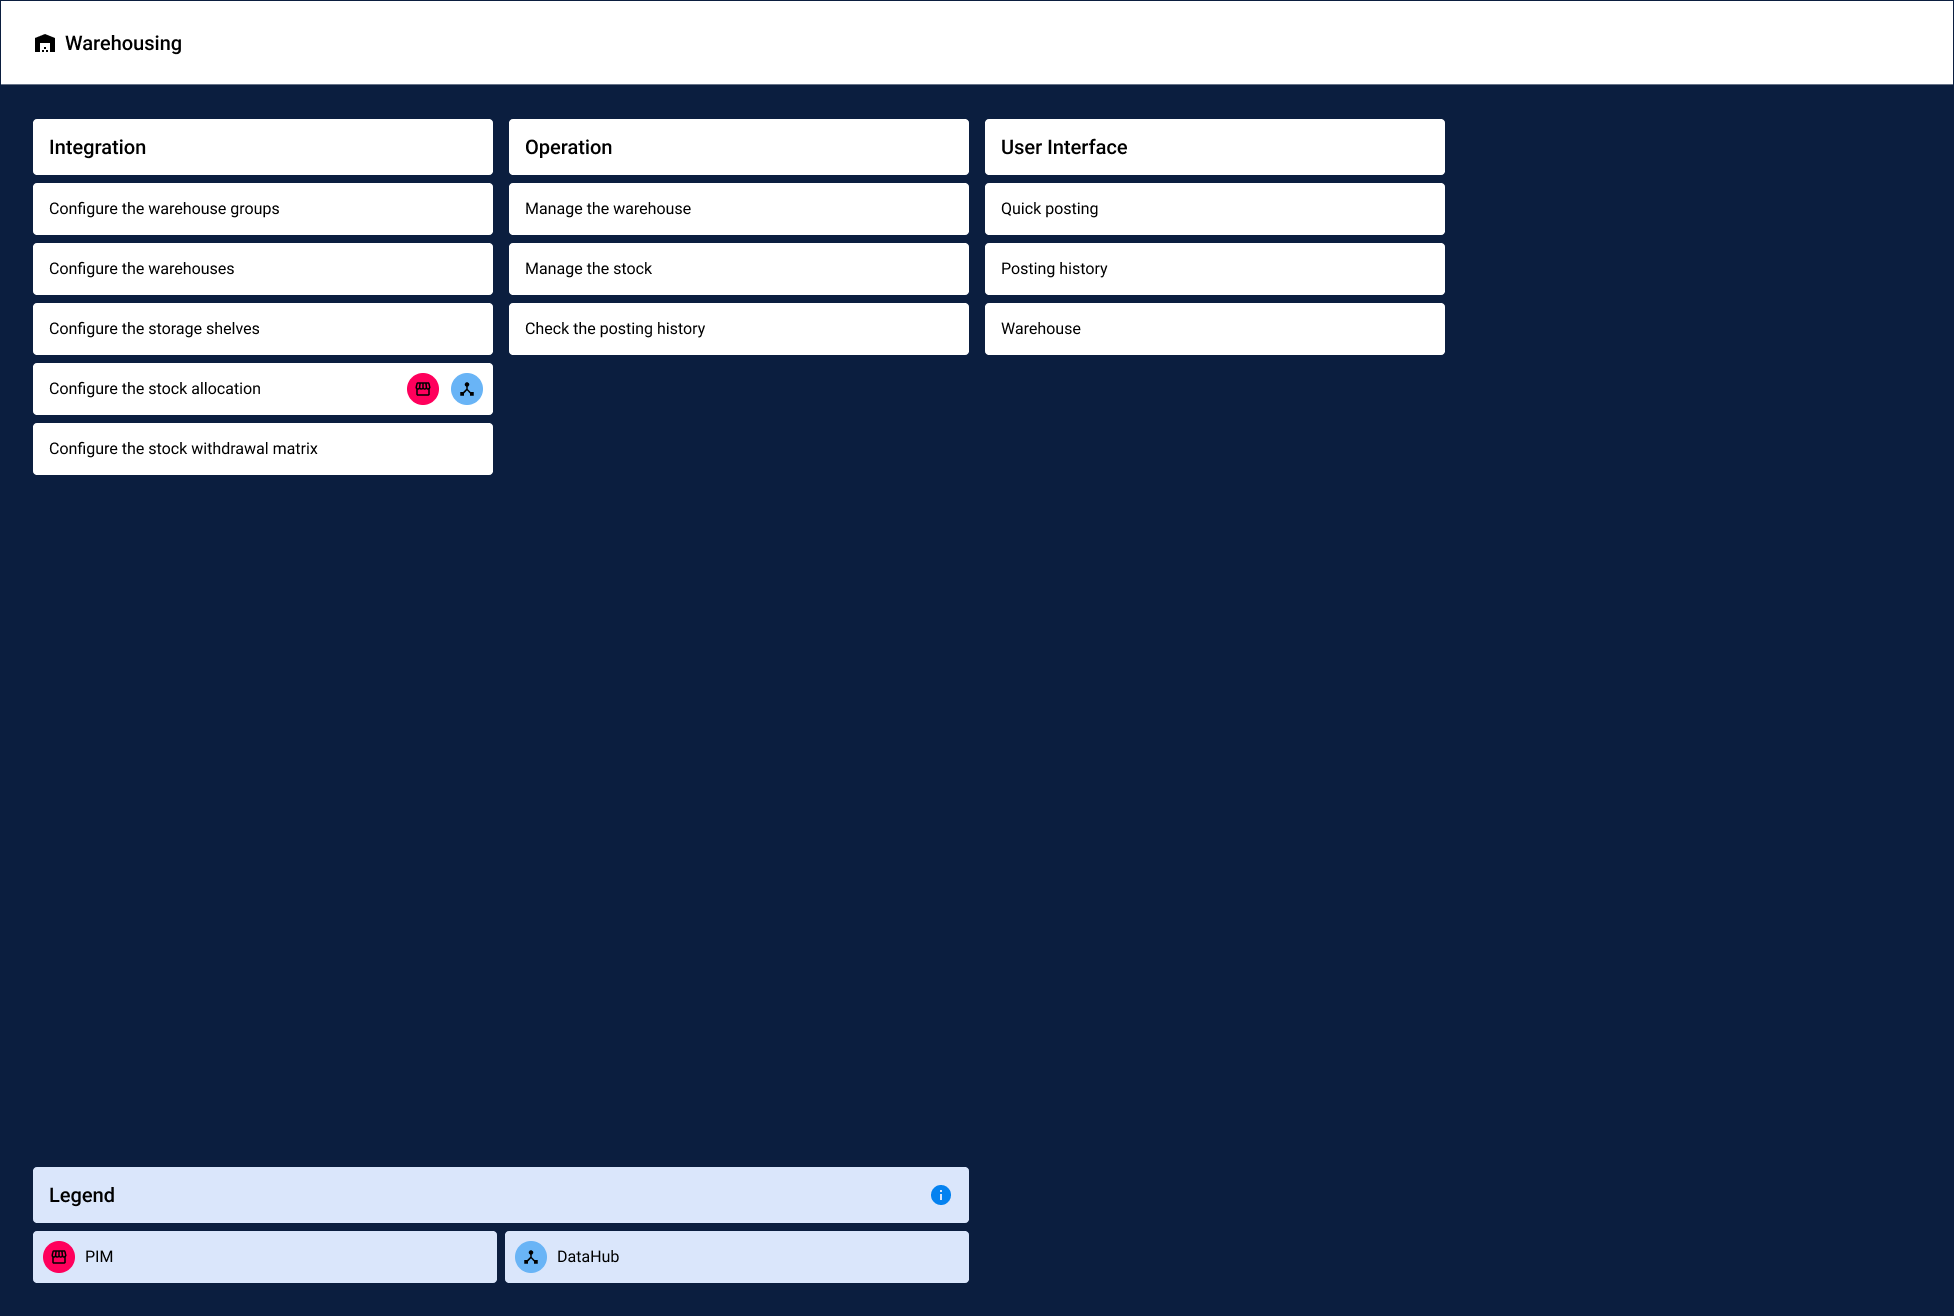 Warehousing
Integration
Configure the warehouse groups
Configure the warehouses
Configure the storage shelves
Configure the stock allocation
Configure the stock withdrawal matrix
Operation
Manage the warehouse
Manage the stock
Check the posting history
User Interface
Quick posting
Posting history
Warehouse
Legend
PIM
DataHub